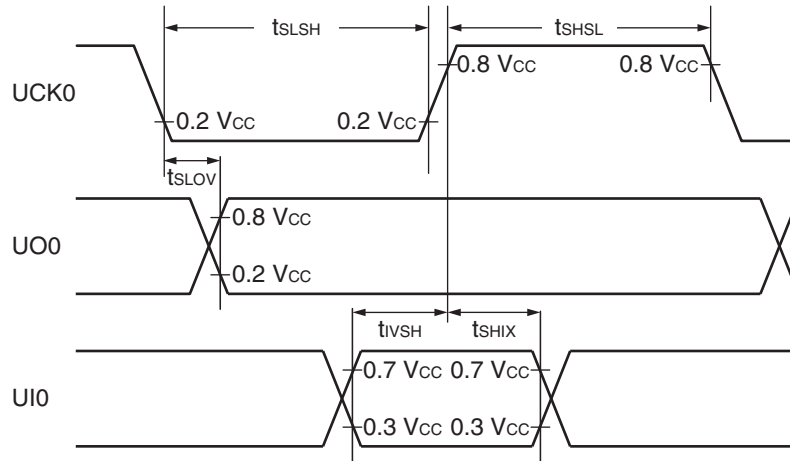 tSLSH tSHSL
0.8 VCC 0.8 VCC
UCK0
0.2 VCC 0.2 VCC
tSLOV
0.8 VCC
UO0
0.2 VCC
tIVSH tSHIX
0.7 VCC 0.7 VCC
UI0
0.3 VCC 0.3 VCC